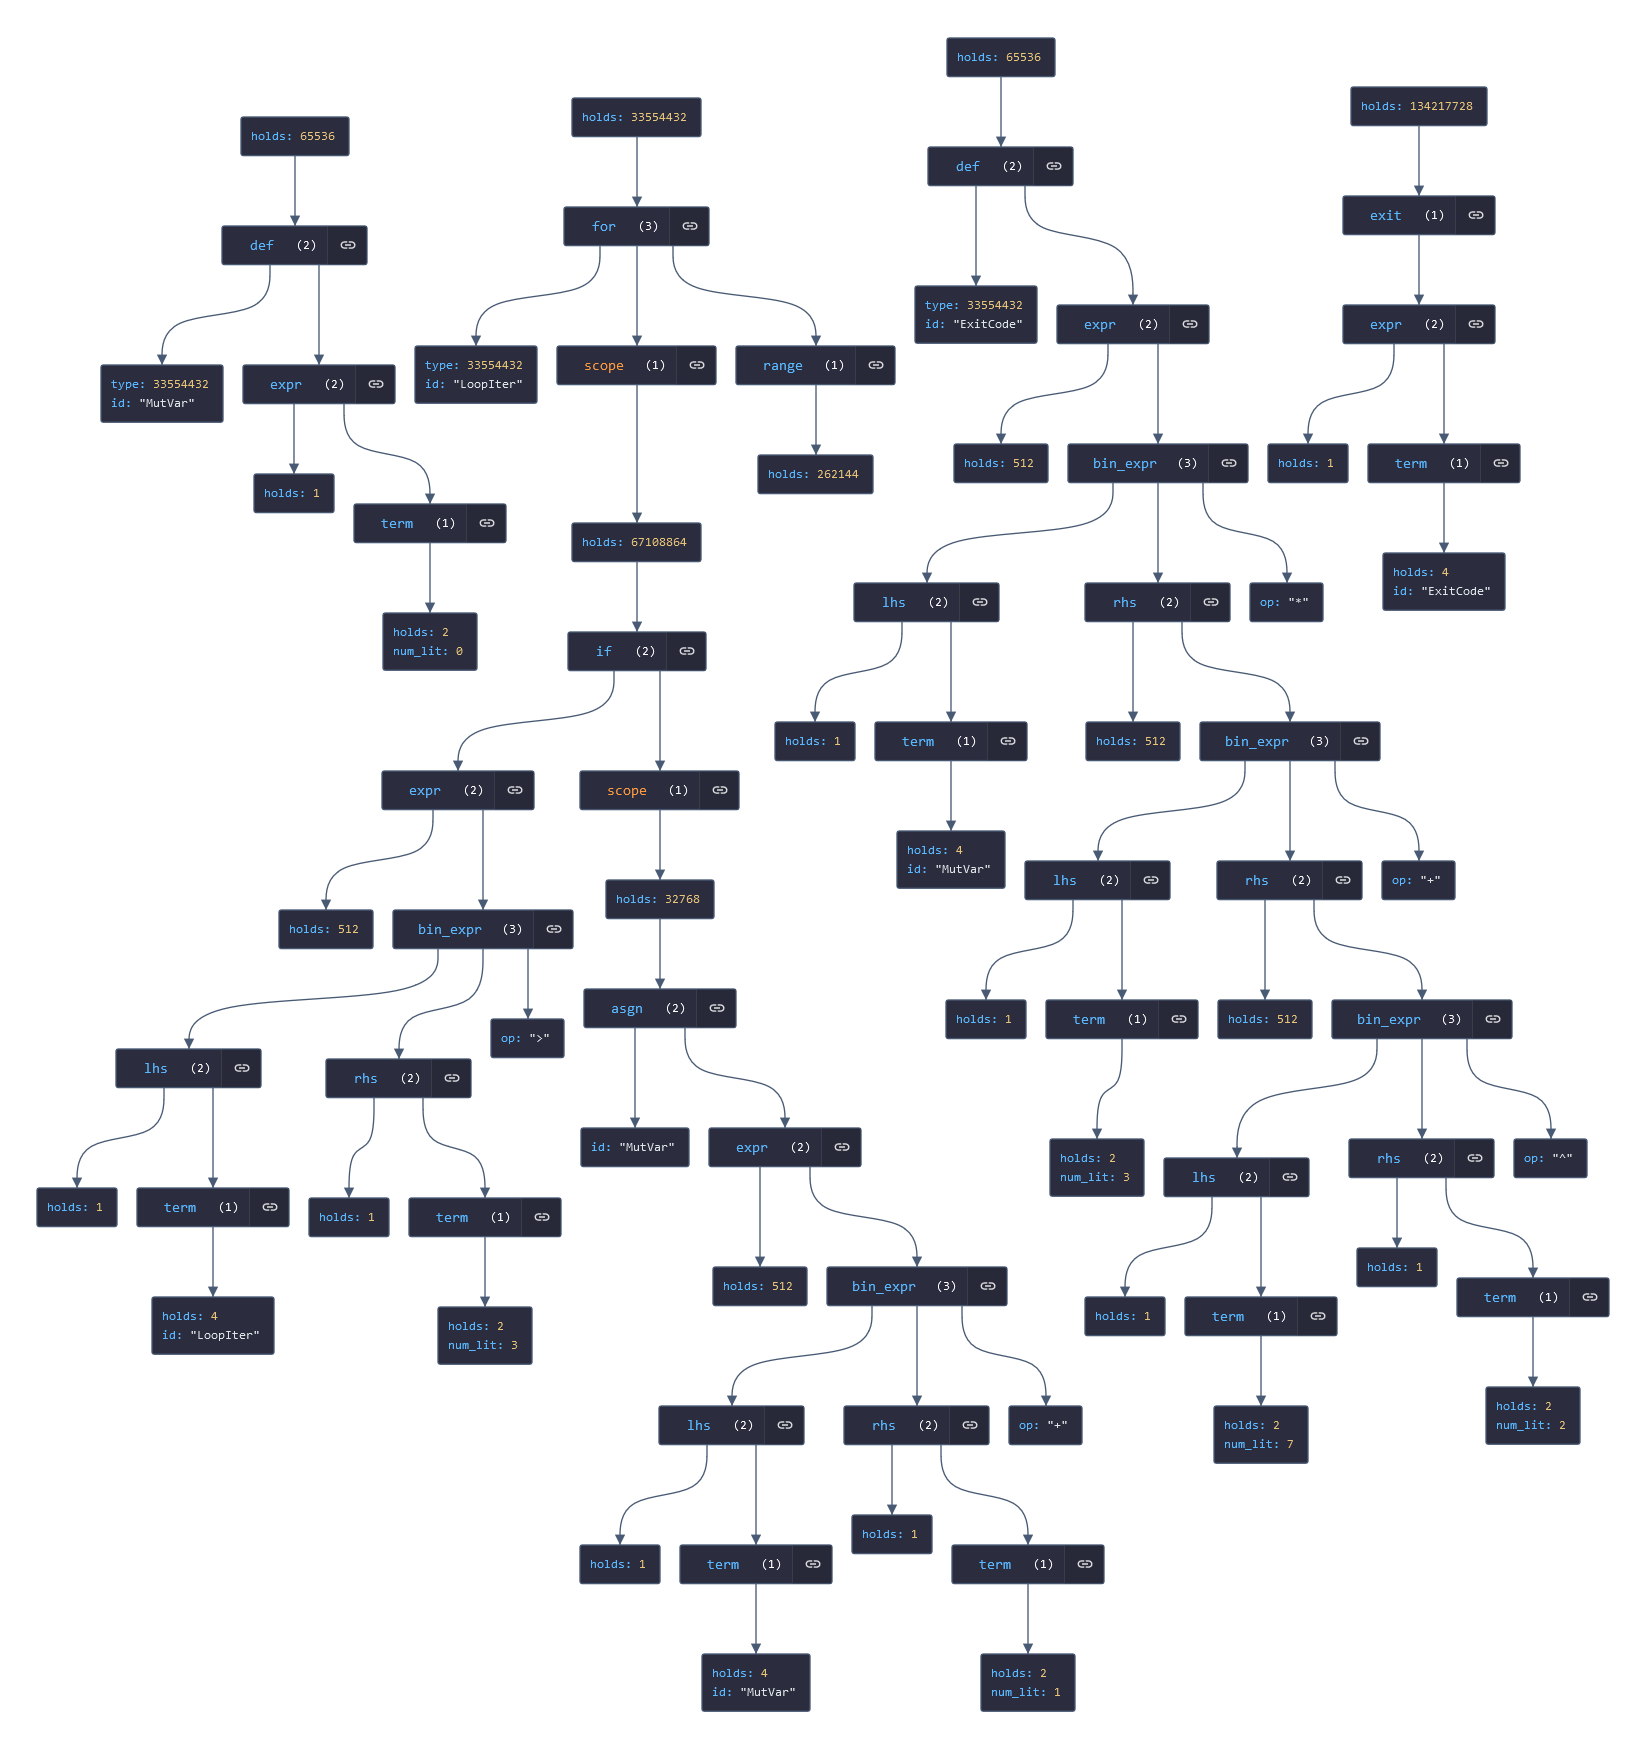 holds: 65536
def (2)
type: 33554432
id: "MutVar"
expr (2)
holds: 1
term (1)
holds: 2
num_lit: 0
holds: 33554432
for (3)
type: 33554432
id: "LoopIter"
scope (1)
range (1)
holds: 262144
holds: 67108864
if (2)
expr (2)
scope (1)
holds: 512
bin_expr (3)
lhs (2)
rhs (2)
op: ">"
holds: 1
term (1)
holds: 4
id: "LoopIter"
holds: 1
term (1)
holds: 2
num_lit: 3
holds: 32768
asgn (2)
id: "MutVar"
expr (2)
holds: 512
bin_expr (3)
lhs (2)
rhs (2)
op: "+"
holds: 1
term (1)
holds: 4
id: "MutVar"
holds: 1
term (1)
holds: 2
num_lit: 1
holds: 65536
def (2)
type: 33554432
id: "ExitCode"
expr (2)
holds: 512
bin_expr (3)
lhs (2)
rhs (2)
op: "*"
holds: 1
term (1)
holds: 4
id: "MutVar"
holds: 512
bin_expr (3)
lhs (2)
rhs (2)
op: "+"
holds: 1
term (1)
holds: 2
num_lit: 3
holds: 512
bin_expr (3)
lhs (2)
rhs (2)
op: "^"
holds: 1
term (1)
holds: 2
num_lit: 7
holds: 1
term (1)
holds: 2
num_lit: 2
holds: 134217728
exit (1)
expr (2)
holds: 1
term (1)
holds: 4
id: "ExitCode"